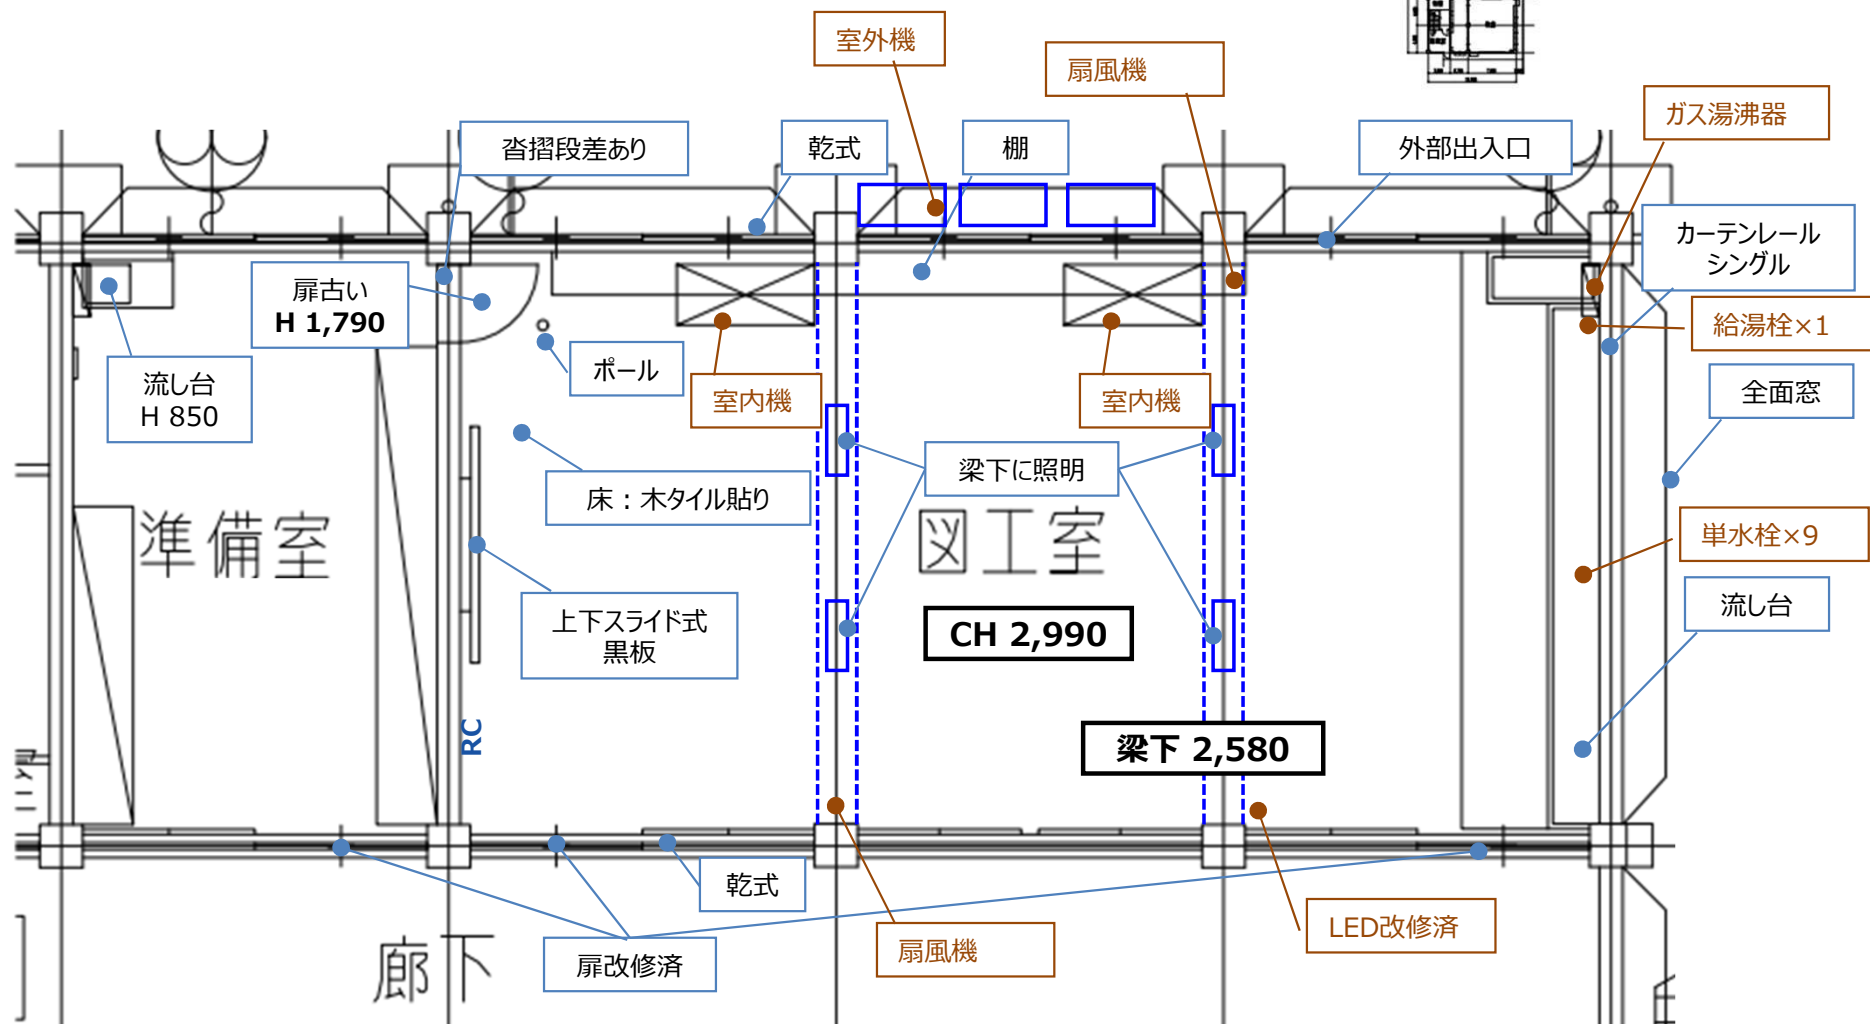 室外機
扇風機
ガス湯沸器
沓摺段差あり
乾式
棚
外部出入口
カーテンレール
シングル
扉古い
H 1,790
給湯栓×1
流し台
H 850
ポール
室内機
室内機
全面窓
梁下に照明
床：木タイル貼り
準備室
図工室
単水栓×9
上下スライド式
黒板
CH 2,990
流し台
RC
梁下 2,580
乾式
扉改修済
扇風機
LED改修済
廊下